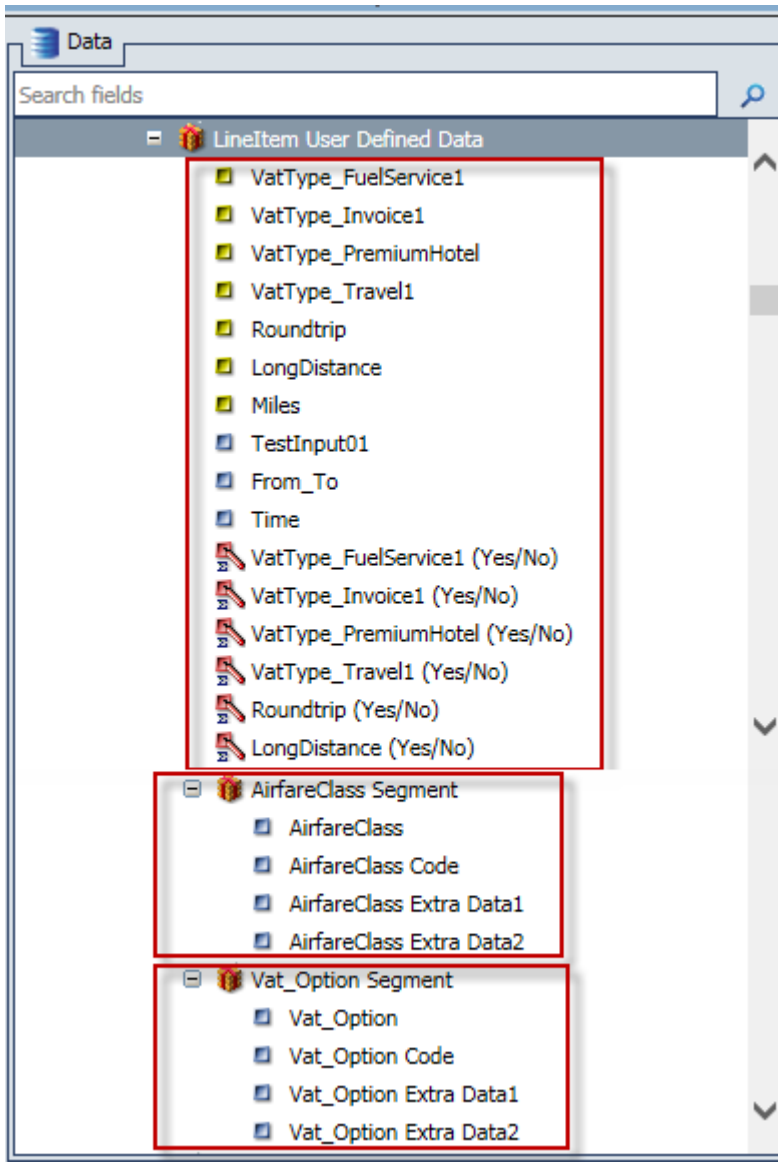 Data
Search fields
LineItem User Defined Data
VatType_FuelService1
VatType_Invoice1
VatType_PremiumHotel
VatType_Travel1
Roundtrip
LongDistance
Miles
TestInput01
From_To
Time
VatType_FuelService1 (Yes/No)
VatType_Invoice1 (Yes/No)
VatType_PremiumHotel (Yes/No)
VatType_Travel1 (Yes/No)
Roundtrip (Yes/No)
LongDistance (Yes/No)
AirfareClass Segment
AirfareClass
AirfareClass Code
AirfareClass Extra Data1
AirfareClass Extra Data2
Vat_Option Segment
Vat_Option
Vat_Option Code
Vat_Option Extra Data1
Vat_Option Extra Data2